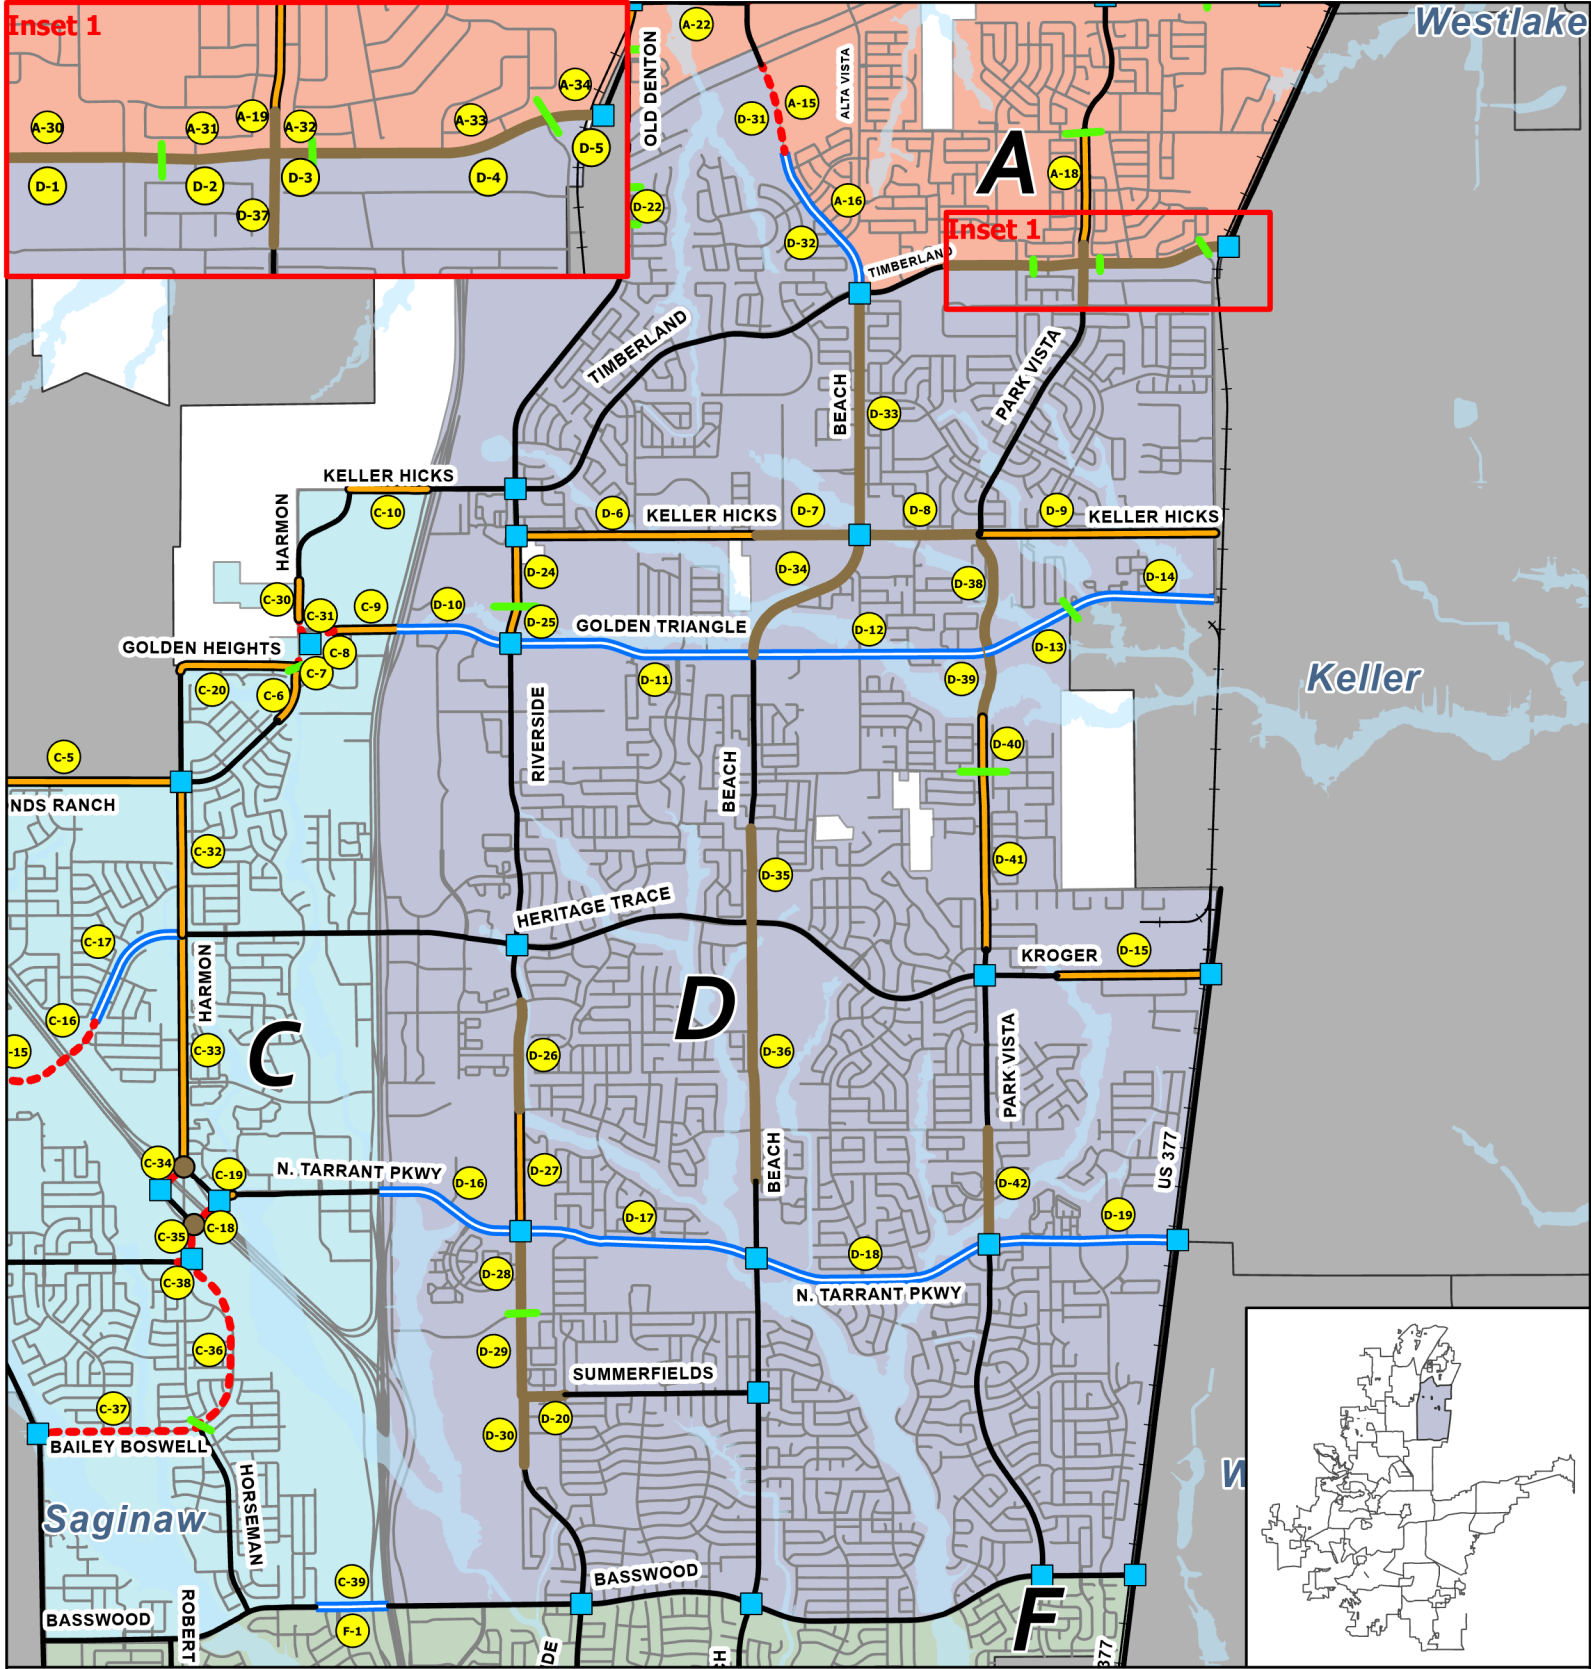 Inset 1
Westlake
A-22
OLD DENTON
ALTA VISTA
A-34
A-15
D-31
A-30
A-31
A-19
A-32
A-33
D-5
A
A-18
D-1
D-2
D-3
D-4
D-37
D-22
A-16
D-32
Inset 1
TIMBERLAND
TIMBERLAND
PARK VISTA
BEACH
D-33
KELLER HICKS
C-10
HARMON
D-6
KELLER HICKS
D-7
D-8
D-9
KELLER HICKS
D-24
D-34
D-38
D-14
C-30
C-31
C-9
D-10
D-25
GOLDEN TRIANGLE
D-12
D-13
GOLDEN HEIGHTS
C-8
C-7
C-20
C-6
D-11
D-39
Keller
RIVERSIDE
D-40
C-5
BEACH
NDS RANCH
C-32
D-35
D-41
HERITAGE TRACE
C-17
KROGER
D-15
HARMON
C-16
D
-15
C-33
C
D-26
D-36
PARK VISTA
US 377
C-34
C-19
N. TARRANT PKWY
D-16
D-27
BEACH
D-42
C-35
C-18
D-17
D-19
D-18
C-38
D-28
N. TARRANT PKWY
C-36
D-29
SUMMERFIELDS
C-37
D-20
D-30
BAILEY BOSWELL
W
HORSEMAN
Saginaw
C-39
BASSWOOD
BASSWOOD
ROBERT
F-1
F
IDE
CH
377